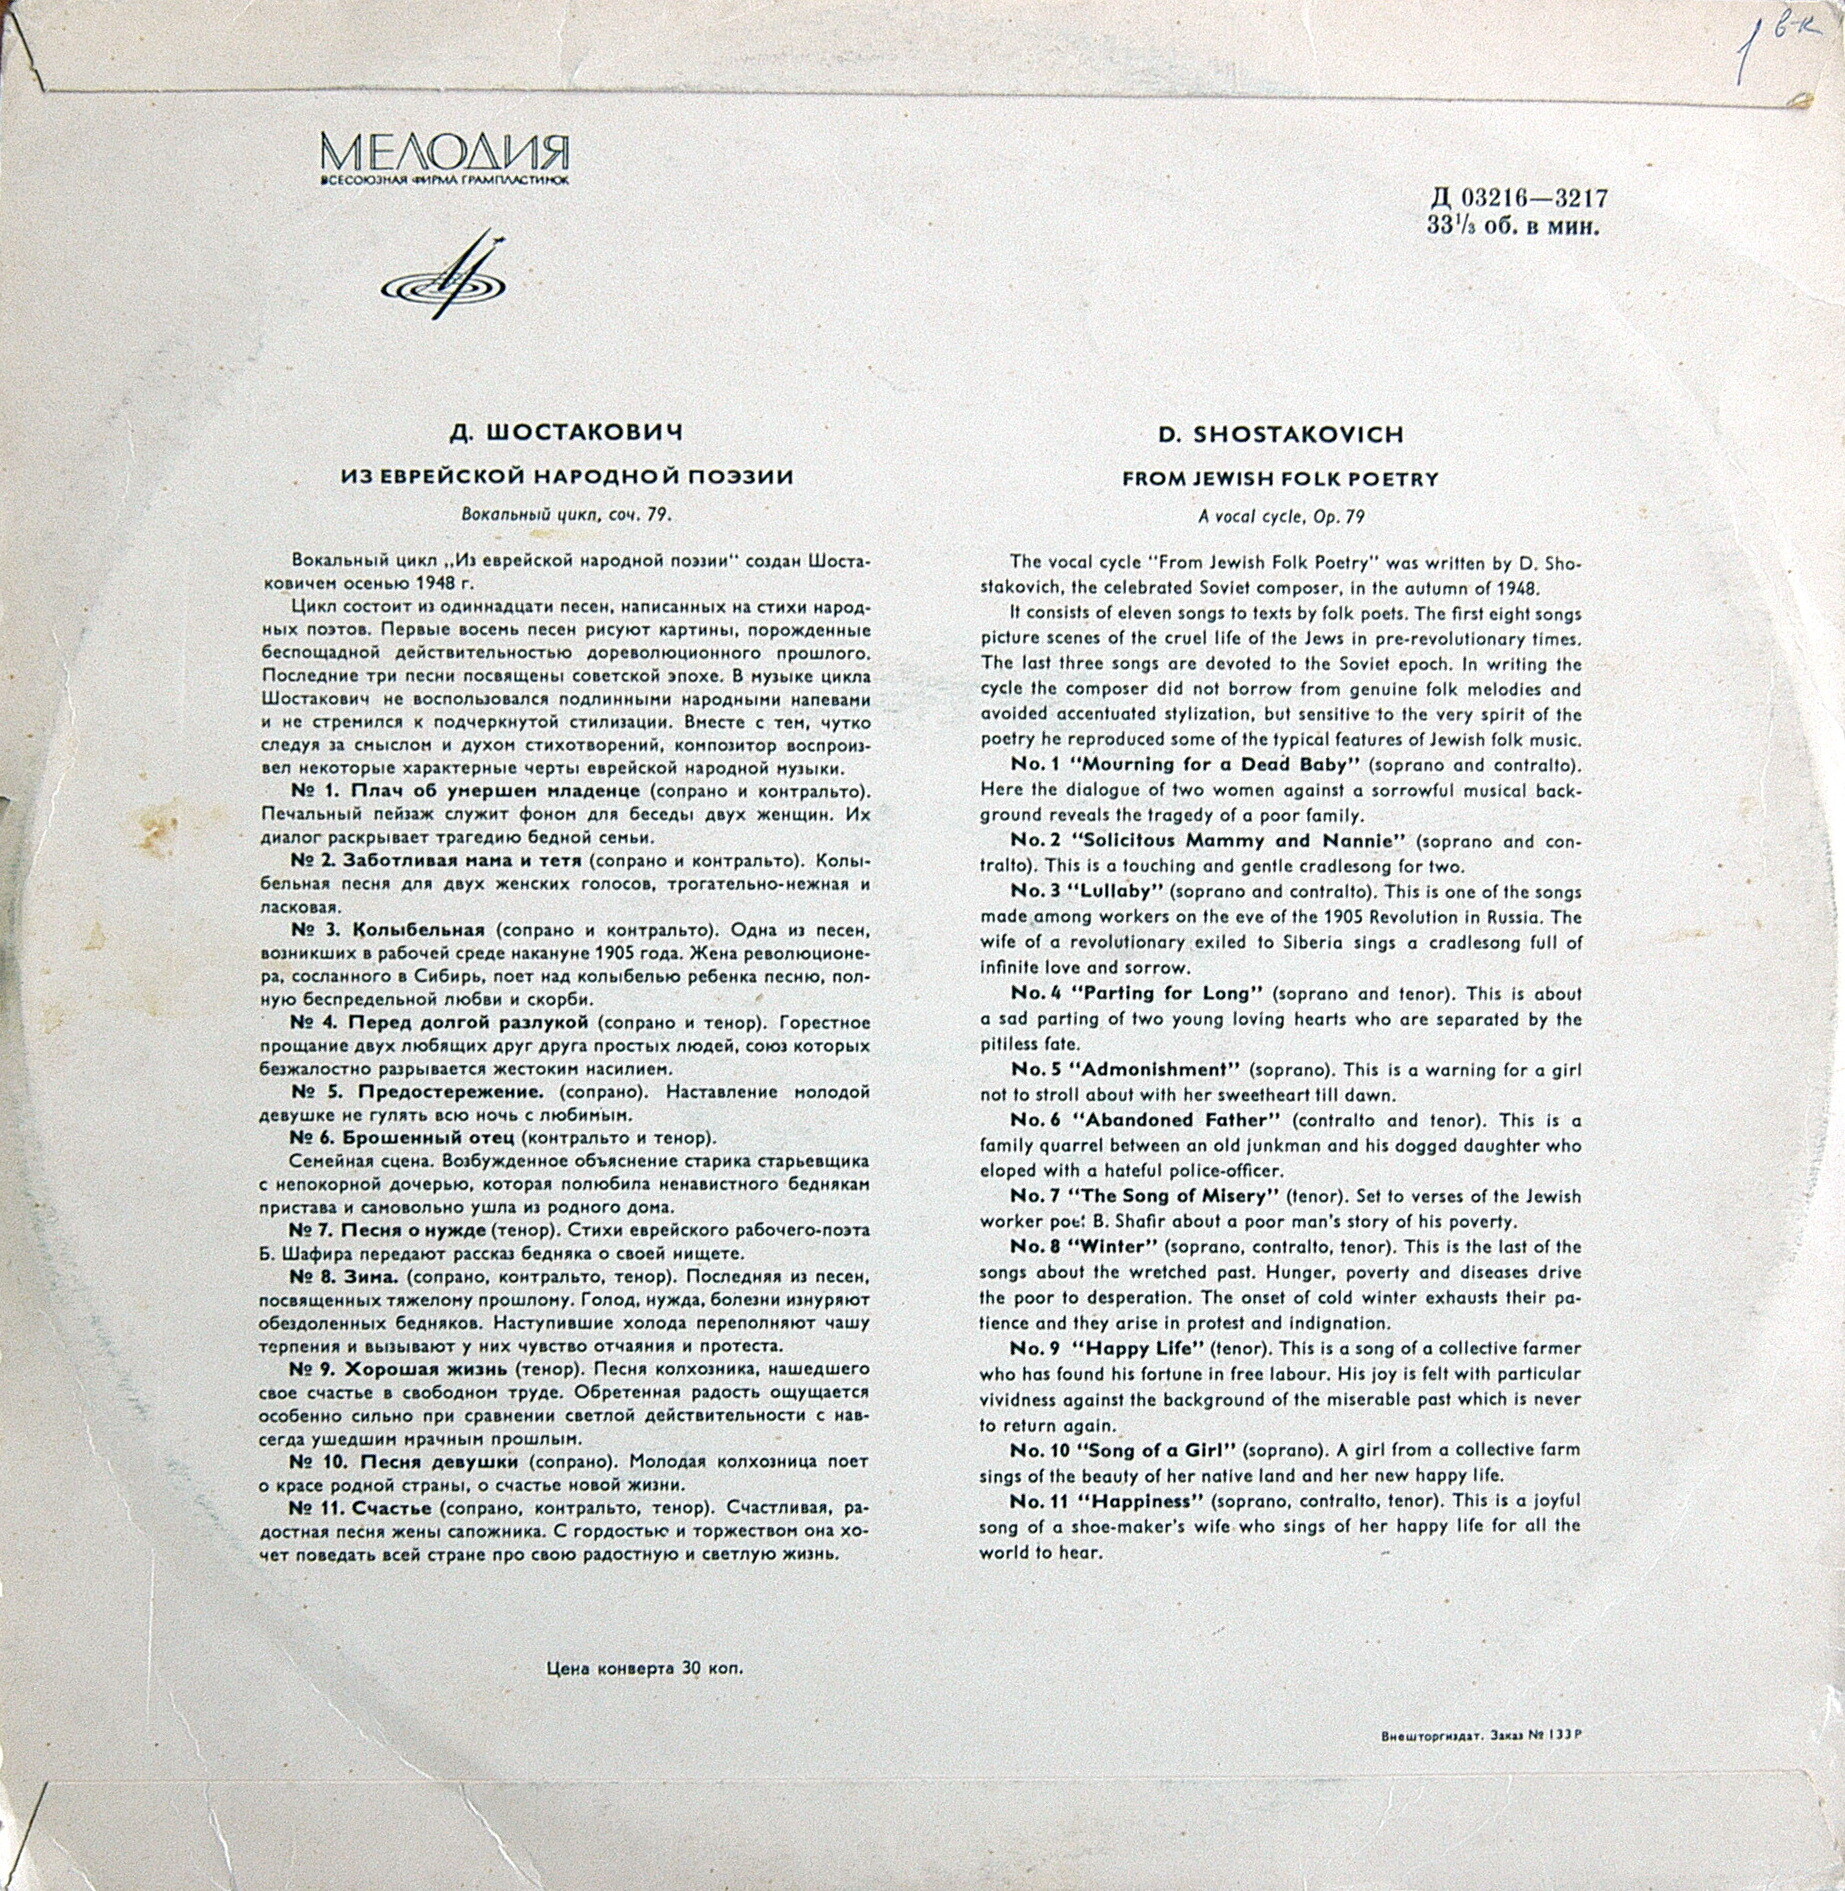 1 в-к
МЕЛОДИЯ
ВСЕСОЮЗНАЯ ФИРМА ГРАМПЛАСТИНОК
Д 03216—3217
33⅓ об. в мин.
Д. ШОСТАКОВИЧ
ИЗ ЕВРЕЙСКОЙ НАРОДНОЙ ПОЭЗИИ
Вокальный цикл, соч. 79.
Вокальный цикл „Из еврейской народной поэзии“ создан Шоста-
ковичем осенью 1948 г.
Цикл состоит из одиннадцати песен, написанных на стихи народ-
ных поэтов. Первые восемь песен рисуют картины, порожденные
беспощадной действительностью дореволюционного прошлого.
Последние три песни посвящены советской эпохе. В музыке цикла
Шостакович не воспользовался подлинными народными напевами
и не стремился к подчеркнутой стилизации. Вместе с тем, чутко
следуя за смыслом и духом стихотворений, композитор воспроиз-
вел некоторые характерные черты еврейской народной музыки.
№ 1. Плач об умершем младенце (сопрано и контральто).
Печальный пейзаж служит фоном для беседы двух женщин. Их
диалог раскрывает трагедию бедной семьи.
№ 2. Заботливая мама и тетя (сопрано и контральто). Колы-
бельная песня для двух женских голосов, трогательно-нежная и
ласковая.
№ 3. Колыбельная (сопрано и контральто). Одна из песен,
возникших в рабочей среде накануне 1905 года. Жена революционе-
ра, сосланного в Сибирь, поет над колыбелью ребенка песню, пол-
ную беспредельной любви и скорби.
№ 4. Перед долгой разлукой (сопрано и тенор). Горестное
прощание двух любящих друг друга простых людей, союз которых
безжалостно разрывается жестоким насилием.
№ 5. Предостережение. (сопрано). Наставление молодой
девушке не гулять всю ночь с любимым.
№ 6. Брошенный отец (контральто и тенор).
Семейная сцена. Возбужденное объяснение старика старьевщика
с непокорной дочерью, которая полюбила ненавистного беднякам
пристава и самовольно ушла из родного дома.
№ 7. Песня о нужде (тенор). Стихи еврейского рабочего-поэта
Б. Шафира передают рассказ бедняка о своей нищете.
№ 8. Зима. (сопрано, контральто, тенор). Последняя из песен,
посвященных тяжелому прошлому. Голод, нужда, болезни изнуряют
обездоленных бедняков. Наступившие холода переполняют чашу
терпения и вызывают у них чувство отчаяния и протеста.
№ 9. Хорошая жизнь (тенор). Песня колхозника, нашедшего
свое счастье в свободном труде. Обретенная радость ощущается
особенно сильно при сравнении светлой действительности с нав-
сегда ушедшим мрачным прошлым.
№ 10. Песня девушки (сопрано). Молодая колхозница поет
о красе родной страны, о счастье новой жизни.
№ 11. Счастье (сопрано, контральто, тенор). Счастливая, ра-
достная песня жены сапожника. С гордостью и торжеством она хо-
чет поведать всей стране про свою радостную и светлую жизнь.
D. SHOSTAKOVICH
FROM JEWISH FOLK POETRY
A vocal cycle, Op. 79
The vocal cycle “From Jewish Folk Poetry” was written by D. Sho-
stakovich, the celebrated Soviet composer, in the autumn of 1948.
It consists of eleven songs to texts by folk poets. The first eight songs
picture scenes of the cruel life of the Jews in pre-revolutionary times.
The last three songs are devoted to the Soviet epoch. In writing the
cycle the composer did not borrow from genuine folk melodies and
avoided accentuated stylization, but sensitive to the very spirit of the
poetry he reproduced some of the typical features of Jewish folk music.
No. 1 “Mourning for a Dead Baby” (soprano and contralto).
Here the dialogue of two women against a sorrowful musical back-
ground reveals the tragedy of a poor family.
No. 2 “Solicitous Mammy and Nannie” (soprano and con-
tralto). This is a touching and gentle cradlesong for two.
No. 3 “Lullaby” (soprano and contralto). This is one of the songs
made among workers on the eve of the 1905 Revolution in Russia. The
wife of a revolutionary exiled to Siberia sings a cradlesong full of
infinite love and sorrow.
No. 4 “Parting for Long” (soprano and tenor). This is about
a sad parting of two young loving hearts who are separated by the
pitiless fate.
No. 5 “Admonishment” (soprano). This is a warning for a girl
not to stroll about with her sweetheart till dawn.
No. 6 “Abandoned Father” (contralto and tenor). This is a
family quarrel between an old junkman and his dogged daughter who
eloped with a hateful police-officer.
No. 7 “The Song of Misery” (tenor). Set to verses of the Jewish
worker poet B. Shafir about a poor man's story of his poverty.
No. 8 “Winter” (soprano, contralto, tenor). This is the last of the
songs about the wretched past. Hunger, poverty and diseases drive
the poor to desperation. The onset of cold winter exhausts their pa-
tience and they arise in protest and indignation.
No. 9 “Happy Life” (tenor). This is a song of a collective farmer
who has found his fortune in free labour. His joy is felt with particular
vividness against the background of the miserable past which is never
to return again.
No. 10 “Song of a Girl” (soprano). A girl from a collective farm
sings of the beauty of her native land and her new happy life.
No. 11 “Happiness” (soprano, contralto, tenor). This is a joyful
song of a shoe-maker's wife who sings of her happy life for all the
world to hear.
Цена конверта 30 коп.
Внешторгиздат. Заказ № 133Р